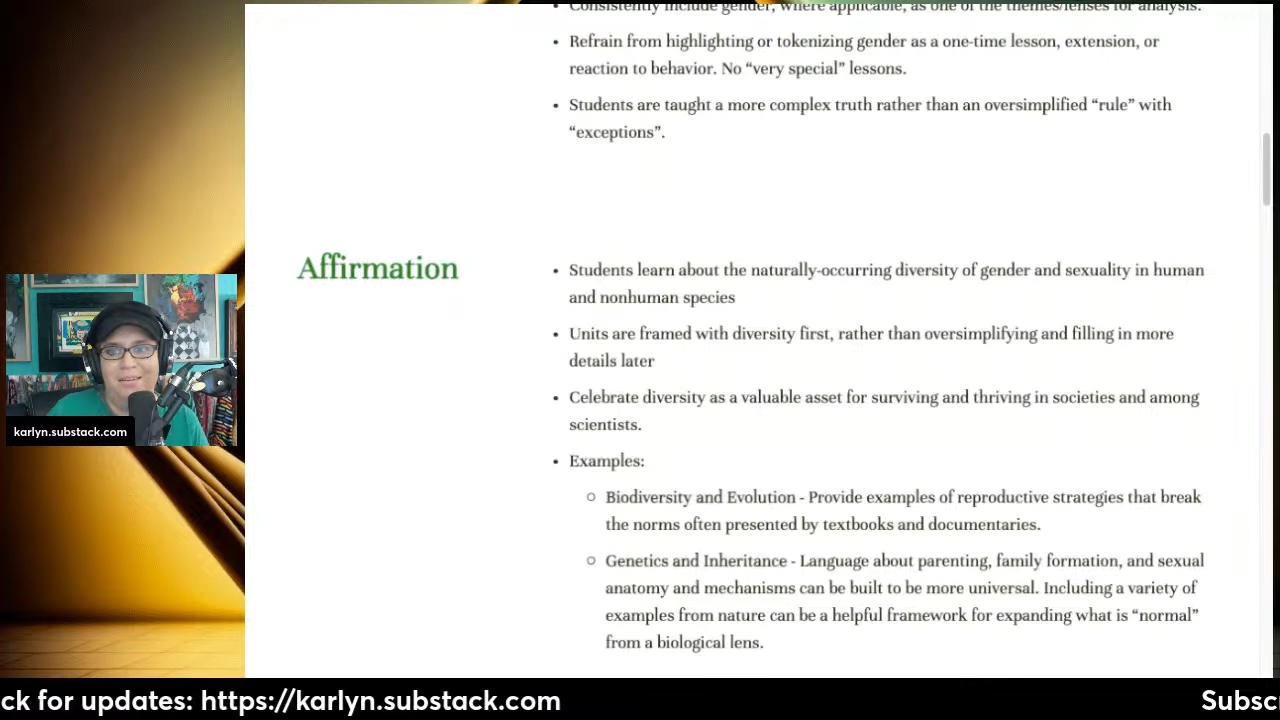 Consistently include gender, where applicable, as one of the themes/lenses for analysis.
Refrain from highlighting or tokenizing gender as a one-time lesson, extension, or
reaction to behavior. No “very special” lessons.
Students are taught a more complex truth rather than an oversimplified “rule” with
“exceptions”.
Affirmation
Students learn about the naturally-occurring diversity of gender and sexuality in human
and nonhuman species
Units are framed with diversity first, rather than oversimplifying and filling in more
details later
Celebrate diversity as a valuable asset for surviving and thriving in societies and among
scientists.
Examples:
Biodiversity and Evolution - Provide examples of reproductive strategies that break
the norms often presented by textbooks and documentaries.
Genetics and Inheritance - Language about parenting, family formation, and sexual
anatomy and mechanisms can be built to be more universal. Including a variety of
examples from nature can be a helpful framework for expanding what is “normal”
from a biological lens.
karlyn.substack.com
ck for updates: https://karlyn.substack.com
Subsc